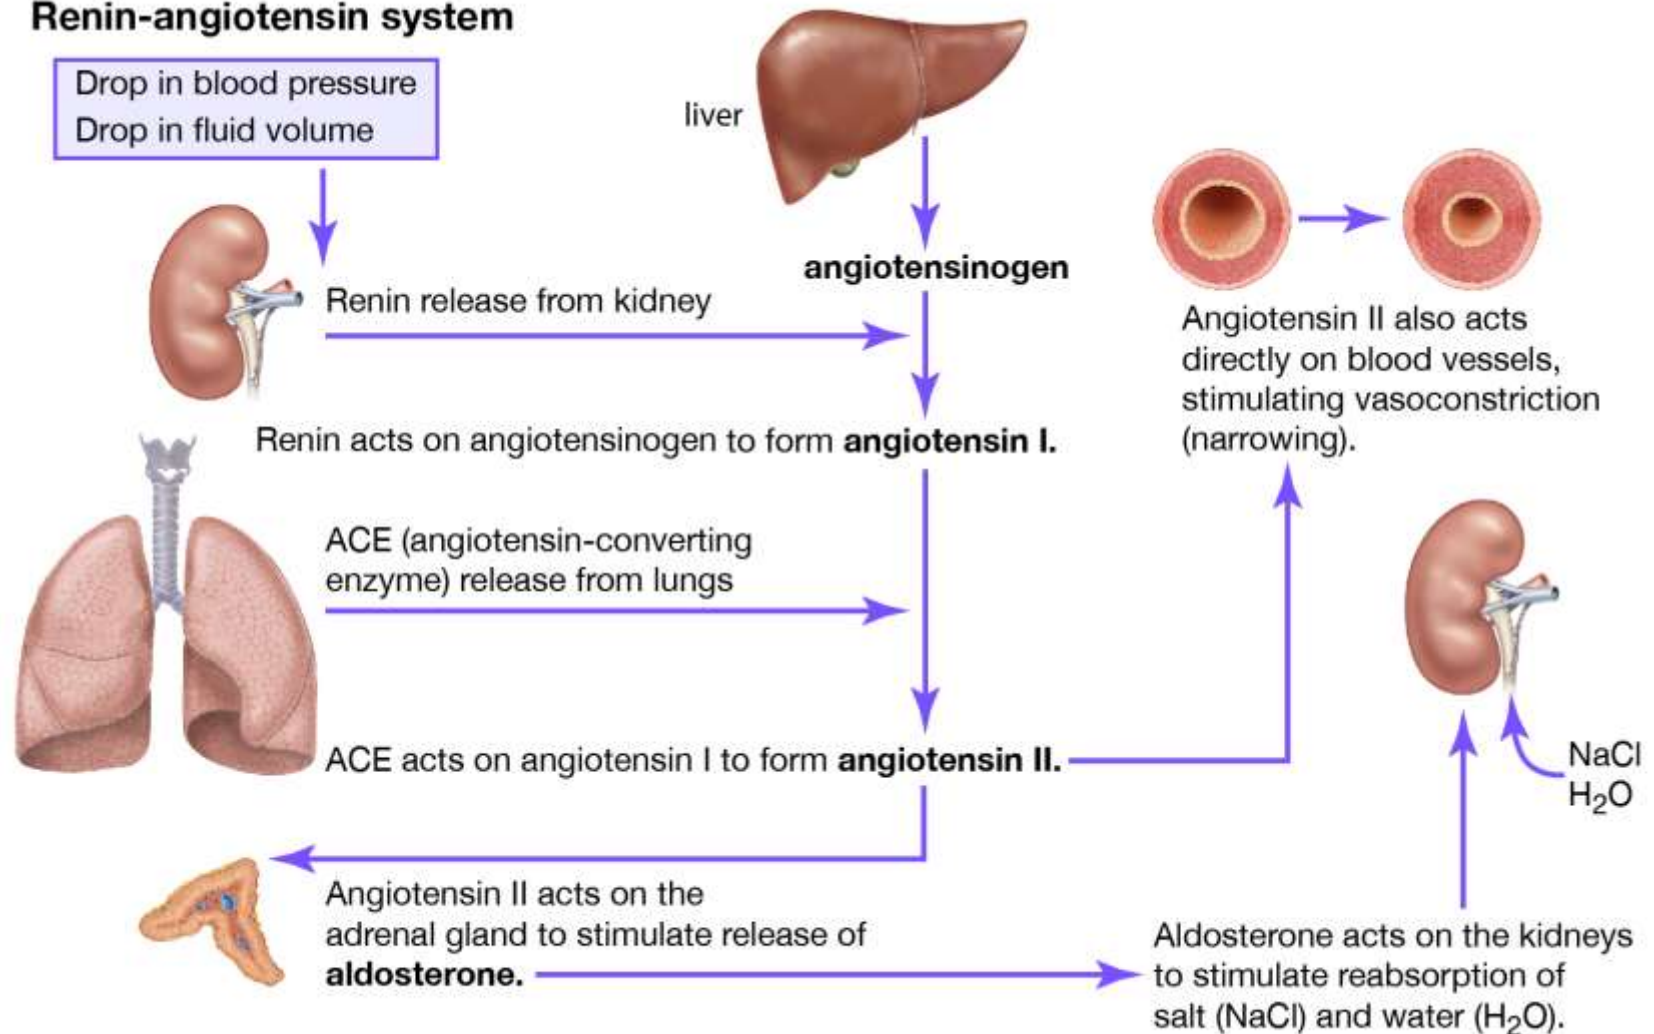 Renin-angiotensin system
Drop in blood pressure
Drop in fluid volume
liver
angiotensinogen
Renin release from kidney
Renin acts on angiotensinogen to form angiotensin I.
ACE (angiotensin-converting
enzyme) release from lungs
ACE acts on angiotensin I to form angiotensin II.
Angiotensin II also acts
directly on blood vessels,
stimulating vasoconstriction
(narrowing).
NaCl
H₂O
Angiotensin II acts on the
adrenal gland to stimulate release of
aldosterone.
Aldosterone acts on the kidneys
to stimulate reabsorption of
salt (NaCl) and water (H₂O).